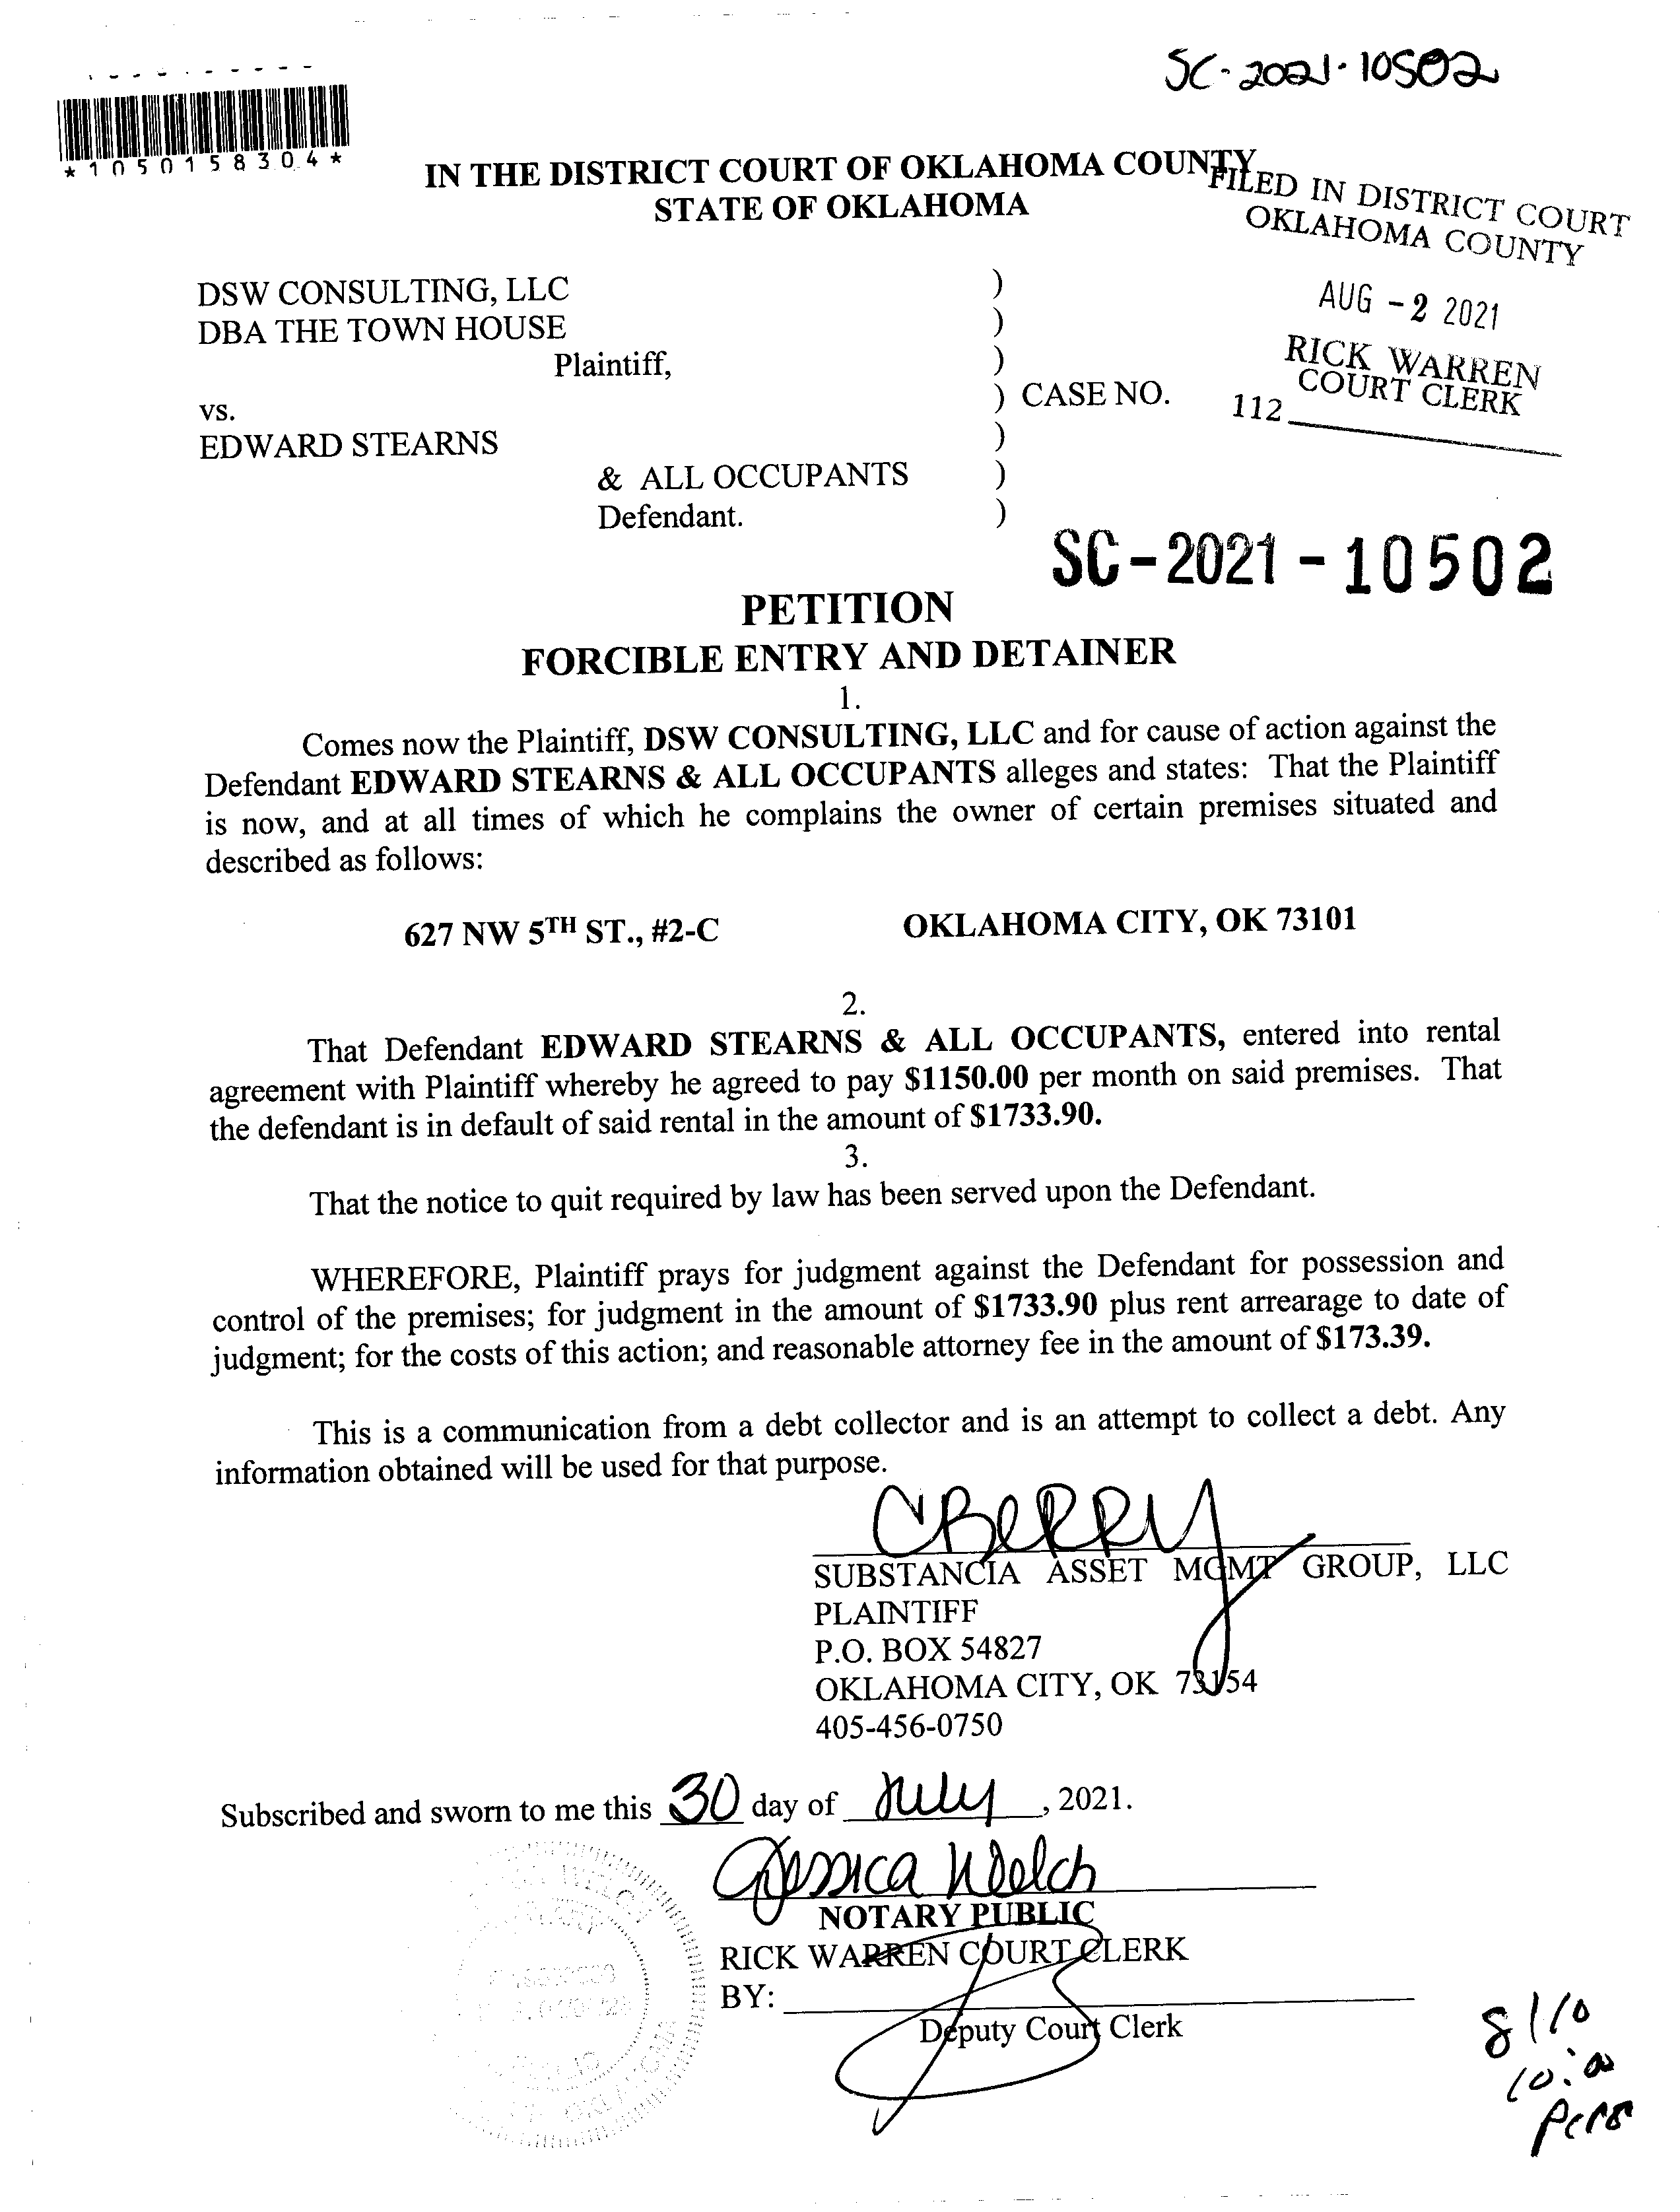 SC-2021-10502
*1050158304*
IN THE DISTRICT COURT OF OKLAHOMA COUNTY
STATE OF OKLAHOMA
FILED IN DISTRICT COURT
OKLAHOMA COUNTY
AUG -2 2021
RICK WARREN
COURT CLERK
112
DSW CONSULTING, LLC )
DBA THE TOWN HOUSE )
Plaintiff, )
) CASE NO.
vs.
EDWARD STEARNS )
& ALL OCCUPANTS )
Defendant. )
SC-2021-10502
PETITION
FORCIBLE ENTRY AND DETAINER
1.
Comes now the Plaintiff, DSW CONSULTING, LLC and for cause of action against the
Defendant EDWARD STEARNS & ALL OCCUPANTS alleges and states: That the Plaintiff
is now, and at all times of which he complains the owner of certain premises situated and
described as follows:
627 NW 5TH ST., #2-C OKLAHOMA CITY, OK 73101
2.
That Defendant EDWARD STEARNS & ALL OCCUPANTS, entered into rental
agreement with Plaintiff whereby he agreed to pay $1150.00 per month on said premises. That
the defendant is in default of said rental in the amount of $1733.90.
3.
That the notice to quit required by law has been served upon the Defendant.
WHEREFORE, Plaintiff prays for judgment against the Defendant for possession and
control of the premises; for judgment in the amount of $1733.90 plus rent arrearage to date of
judgment; for the costs of this action; and reasonable attorney fee in the amount of $173.39.
This is a communication from a debt collector and is an attempt to collect a debt. Any
information obtained will be used for that purpose.
CBERRY
SUBSTANCIA ASSET MGMT GROUP, LLC
PLAINTIFF
P.O. BOX 54827
OKLAHOMA CITY, OK 73154
405-456-0750
Subscribed and sworn to me this 30 day of July, 2021.
Jessica Welch
NOTARY PUBLIC
RICK WARREN COURT CLERK
BY:
Deputy Court Clerk
8/10
10:00